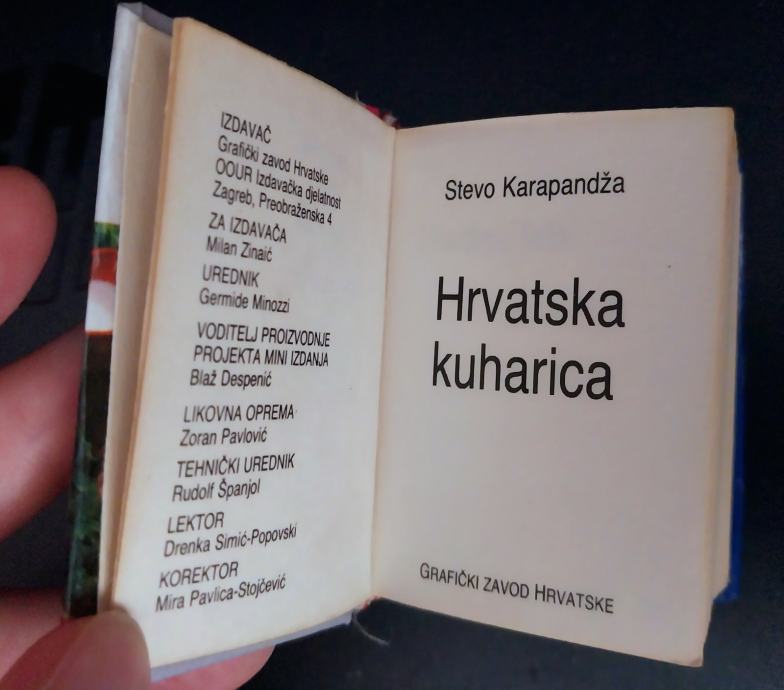 IZDAVAČ
Grafički zavod Hrvatske
OOUR Izdavačka djelatnost
Zagreb, Preobraženska 4
ZA IZDAVAČA
Milan Zinaić
UREDNIK
Germide Minozzi
VODITELJ PROIZVODNJE
PROJEKTA MINI IZDANJA
Blaž Despenić
LIKOVNA OPREMA
Zoran Pavlović
TEHNIČKI UREDNIK
Rudolf Španjol
LEKTOR
Drenka Simić-Popovski
KOREKTOR
Mira Pavlica-Stojčević
Stevo Karapandža
Hrvatska
kuharica
GRAFIČKI ZAVOD HRVATSKE